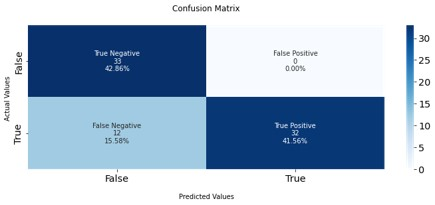 Confusion Matrix
True Negative
33
42.86%
False Positive
0
0.00%
False Negative
12
15.58%
True Positive
32
41.56%
Actual Values
False
True
False
True
Predicted Values
30
25
20
15
10
5
0